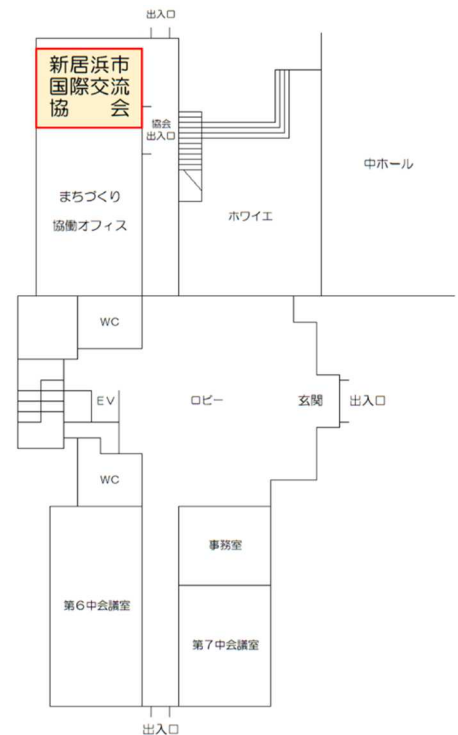 出入口
新居浜市
国際交流
協　会
協会
出入口
中ホール
まちづくり
協働オフィス
ホワイエ
WC
EV
ロビー
玄関
出入口
WC
事務室
第6中会議室
第7中会議室
出入口